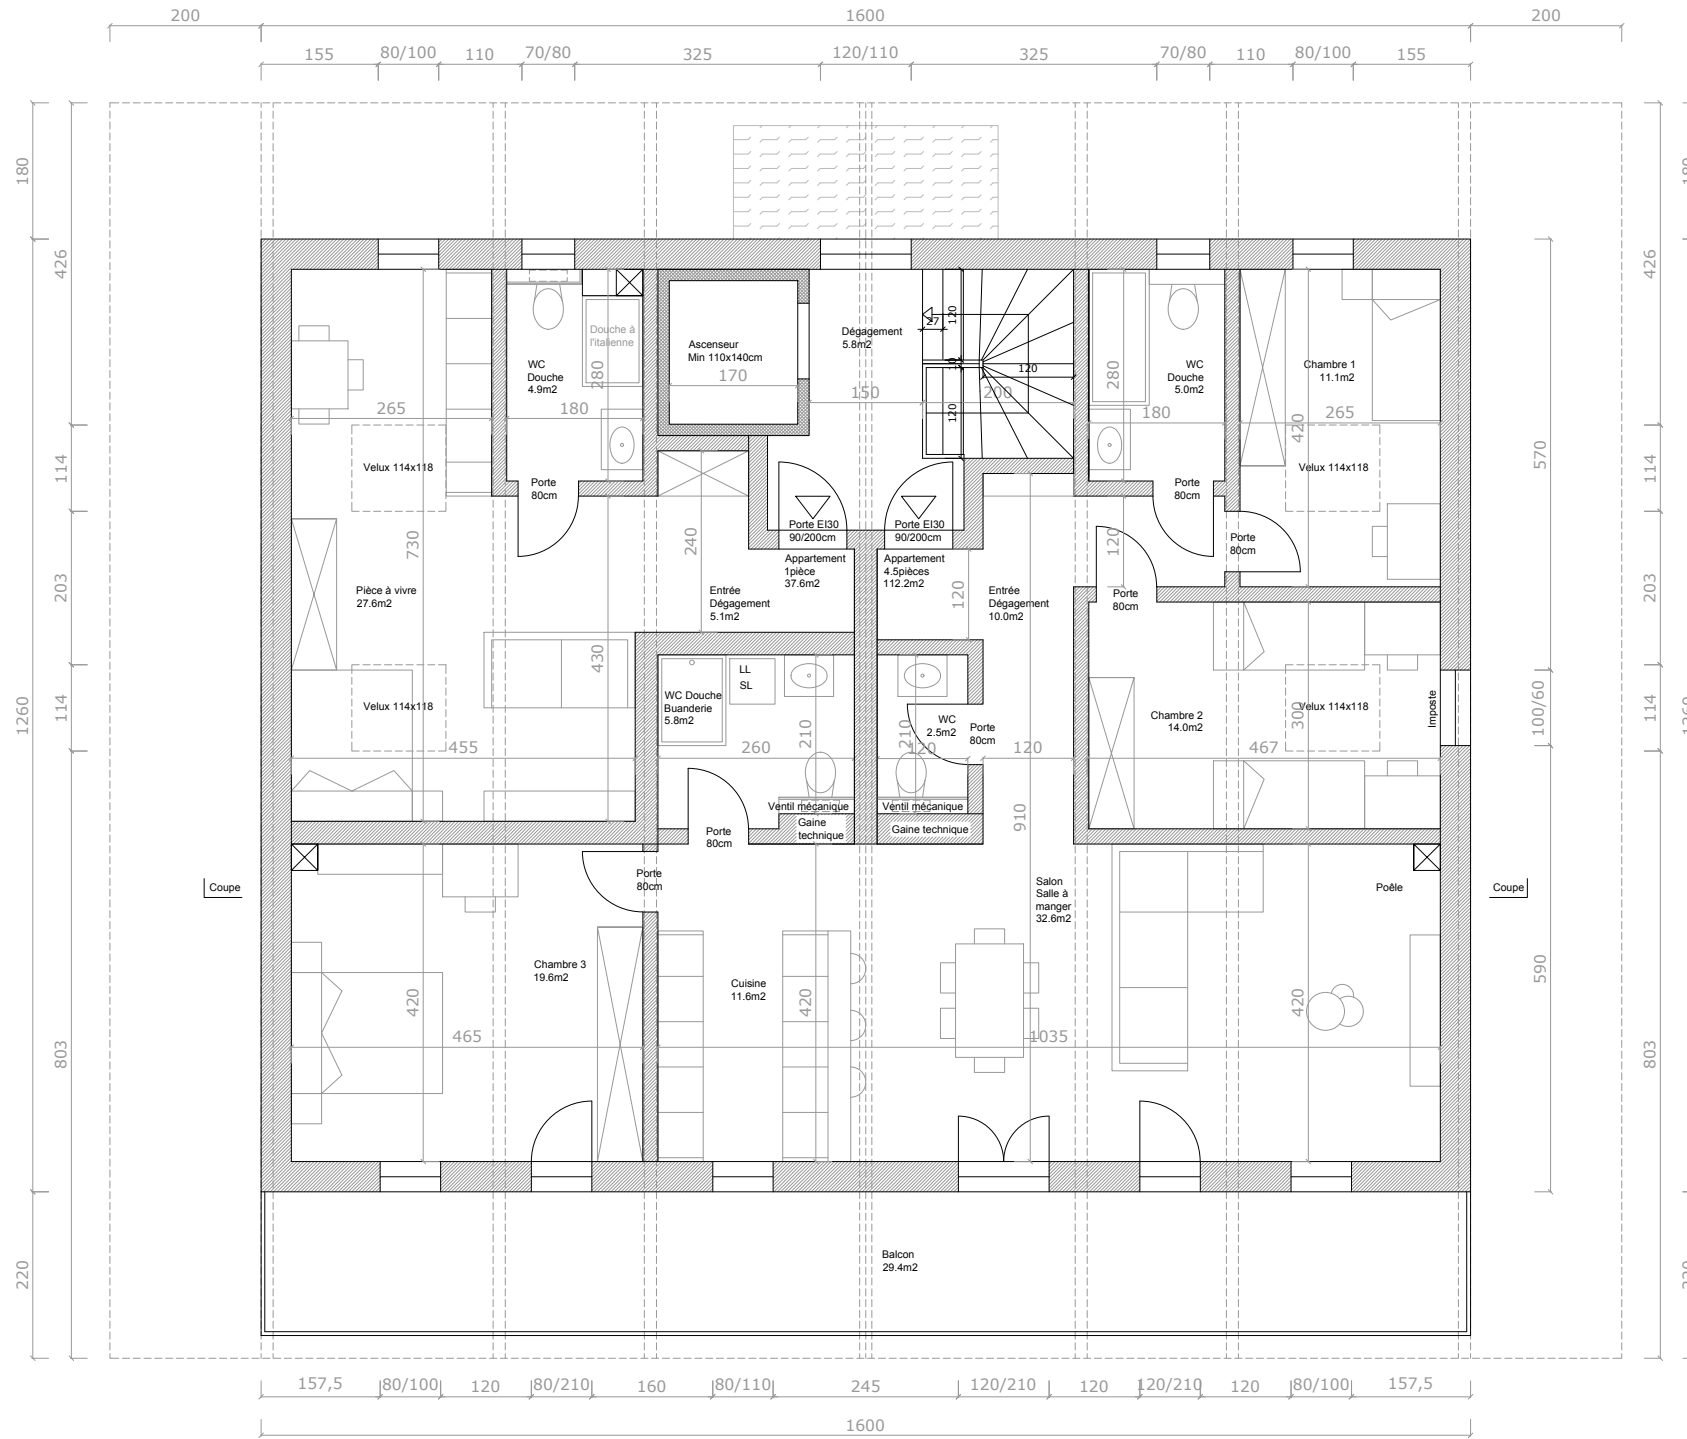 200
1600
200
155
80/100
110
70/80
325
120/110
325
70/80
110
80/100
155
180
180
426
426
Douche à
l'italienne
Ascenseur
Min 110x140cm
170
Dégagement
5.8m2
27
120
10
120
120
150
200
WC
Douche
4.9m2
280
180
265
WC
Douche
5.0m2
280
180
Chambre 1
11.1m2
420
265
570
114
114
Velux 114x118
Velux 114x118
Porte
80cm
Porte
80cm
Porte
80cm
Porte
80cm
730
240
120
120
Porte EI30
90/200cm
Porte EI30
90/200cm
Appartement
1pièce
37.6m2
Appartement
4.5pièces
112.2m2
203
203
Pièce à vivre
27.6m2
Entrée
Dégagement
5.1m2
Entrée
Dégagement
10.0m2
430
1260
1260
114
114
100/60
Imposte
Velux 114x118
Velux 114x118
LL
SL
WC Douche
Buanderie
5.8m2
210
210
WC
2.5m2
Porte
80cm
Chambre 2
14.0m2
300
455
260
120
120
467
Ventil mécanique
Ventil mécanique
Gaine
technique
Gaine technique
910
Porte
80cm
Porte
80cm
Coupe
Coupe
Salon
Salle à
manger
32.6m2
Poêle
Chambre 3
19.6m2
Cuisine
11.6m2
420
420
420
465
1035
590
803
803
Balcon
29.4m2
220
220
157,5
80/100
120
80/210
160
80/110
245
120/210
120
120/210
120
80/100
157,5
1600